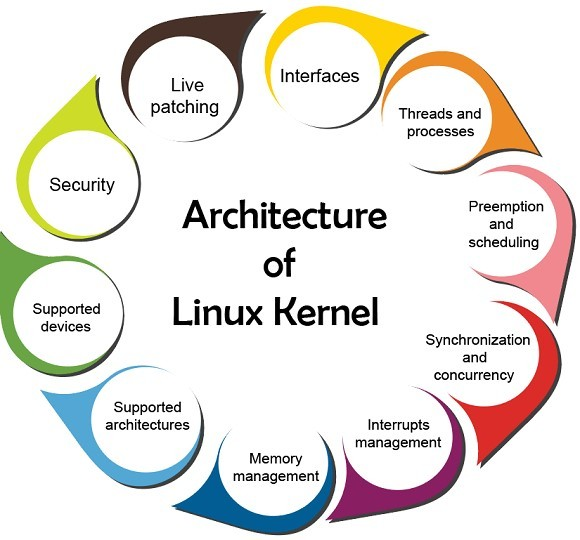 Architecture
of
Linux Kernel
Interfaces
Threads and
processes
Preemption
and
scheduling
Synchronization
and
concurrency
Interrupts
management
Memory
management
Supported
architectures
Supported
devices
Security
Live
patching